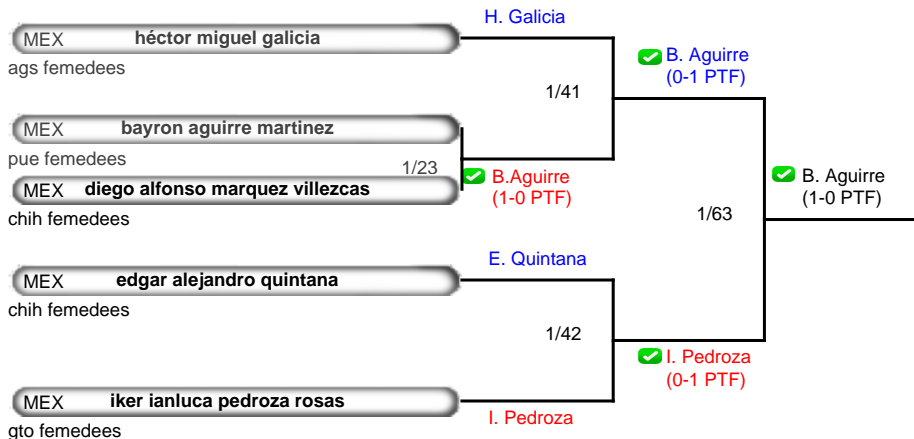 H. Galicia
MEX héctor miguel galicia
ags femedees
B. Aguirre
(0-1 PTF)
1/41
MEX bayron aguirre martinez
pue femedees
1/23
B.Aguirre
(1-0 PTF)
MEX diego alfonso marquez villezcas
chih femedees
B. Aguirre
(1-0 PTF)
1/63
E. Quintana
MEX edgar alejandro quintana
chih femedees
1/42
I. Pedroza
(0-1 PTF)
MEX iker ianluca pedroza rosas
I. Pedroza
gto femedees